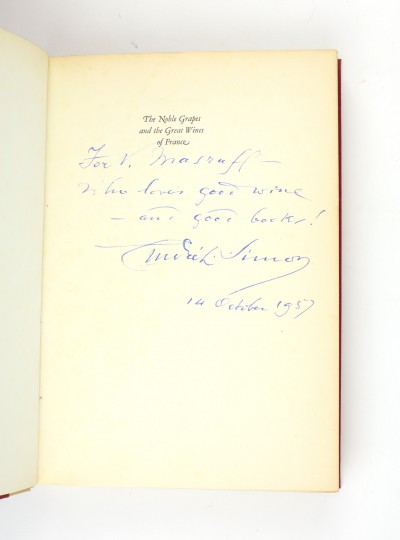 The Noble Grapes
and the Great Wines
of France
For V. Masraff —
who loves good wine
— and good books!
André L. Simon
14 October 1957